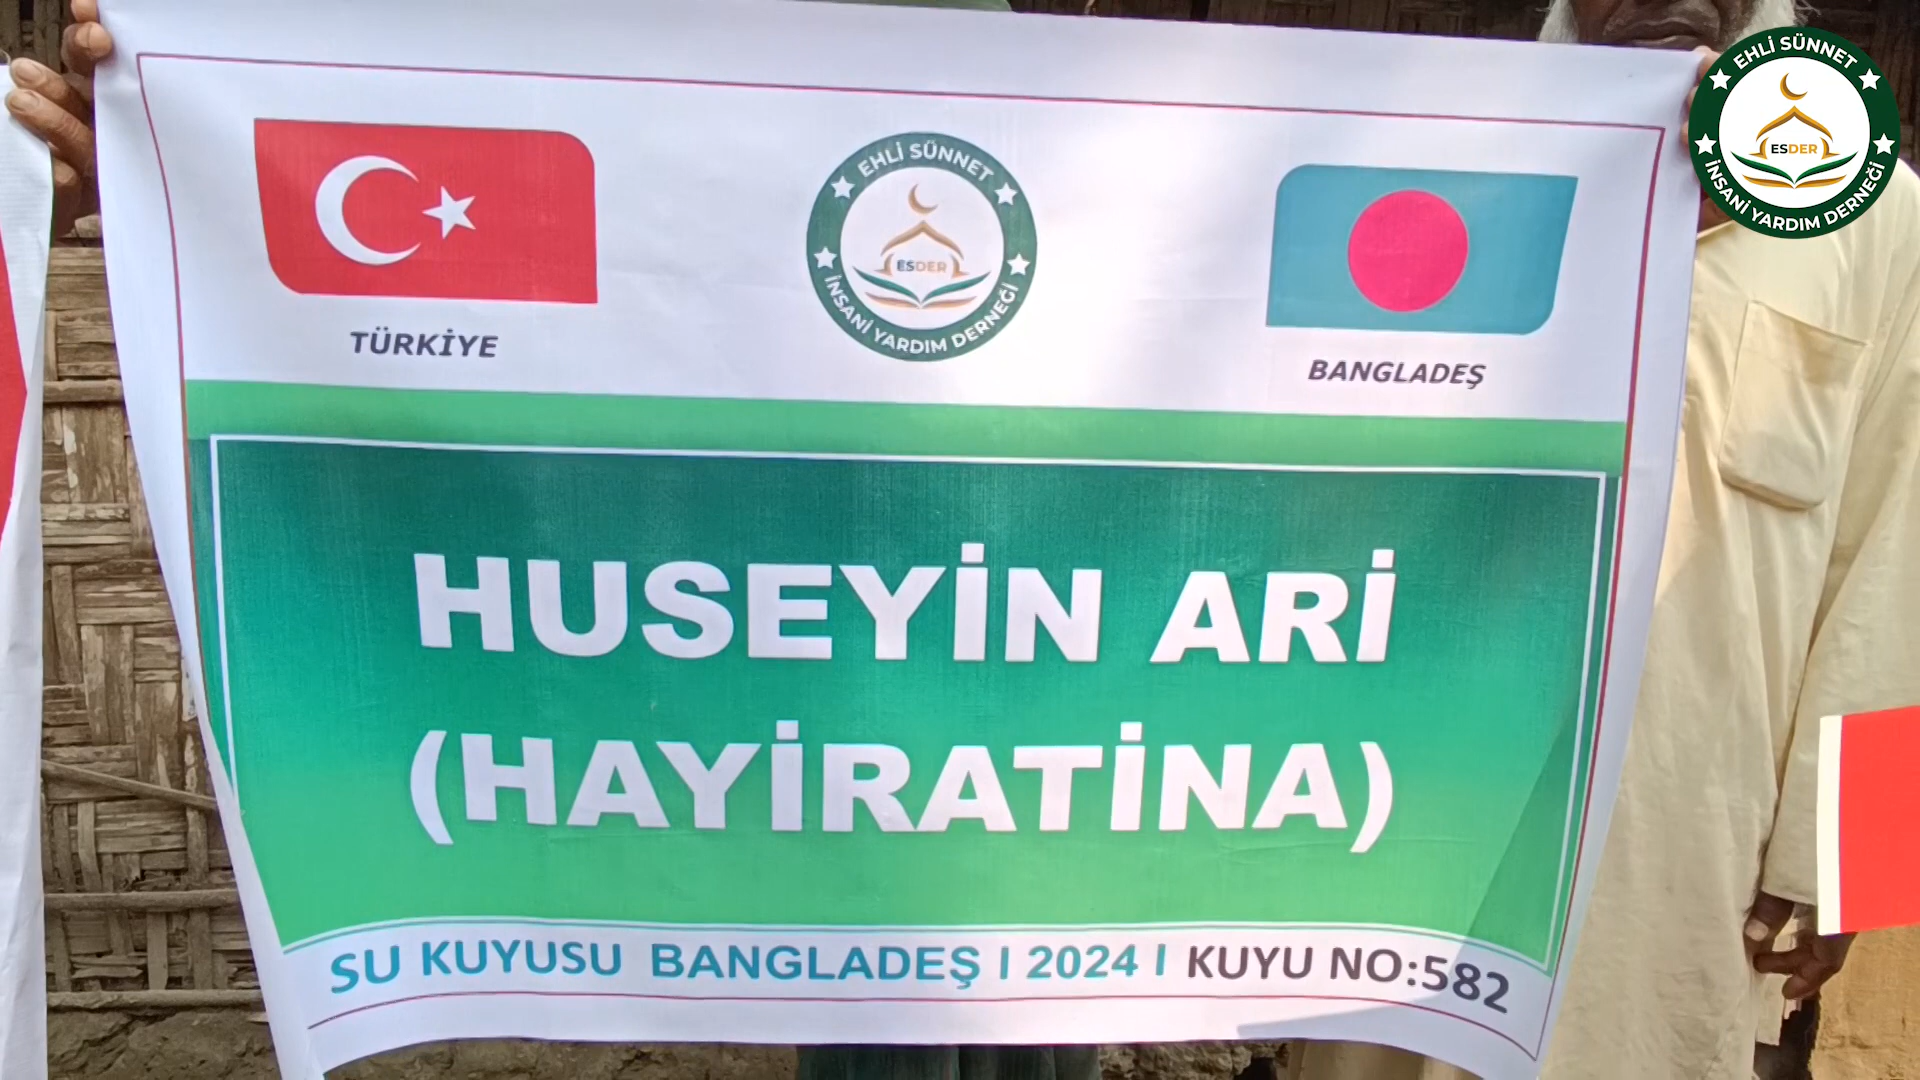 EHLİ SÜNNET
ESDER
İNSANİ YARDIM DERNEĞİ
EHLİ SÜNNET
ESDER
İNSANİ YARDIM DERNEĞİ
TÜRKİYE
BANGLADEŞ
HUSEYİN ARİ
(HAYİRATİNA)
SU KUYUSU BANGLADEŞ I 2024 I KUYU NO:582